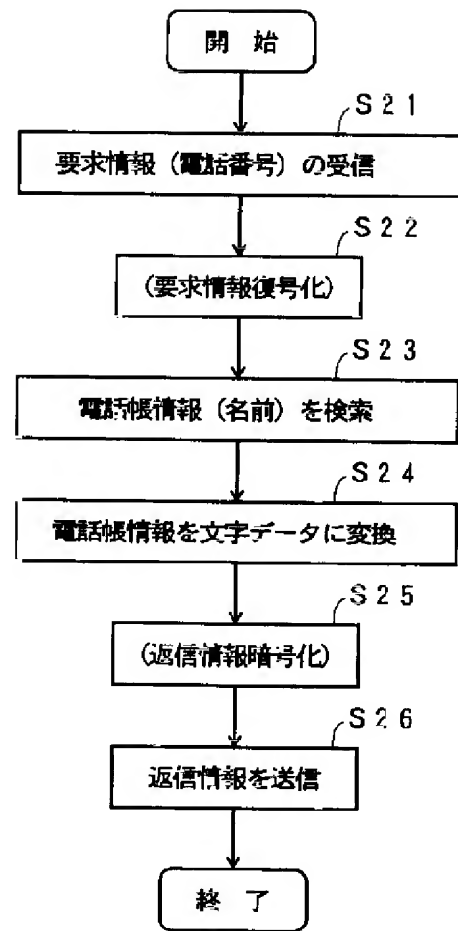 開 始
S21
要求情報（電話番号）の受信
S22
(要求情報復号化)
S23
電話帳情報（名前）を検索
S24
電話帳情報を文字データに変換
S25
(返信情報暗号化)
S26
返信情報を送信
終 了